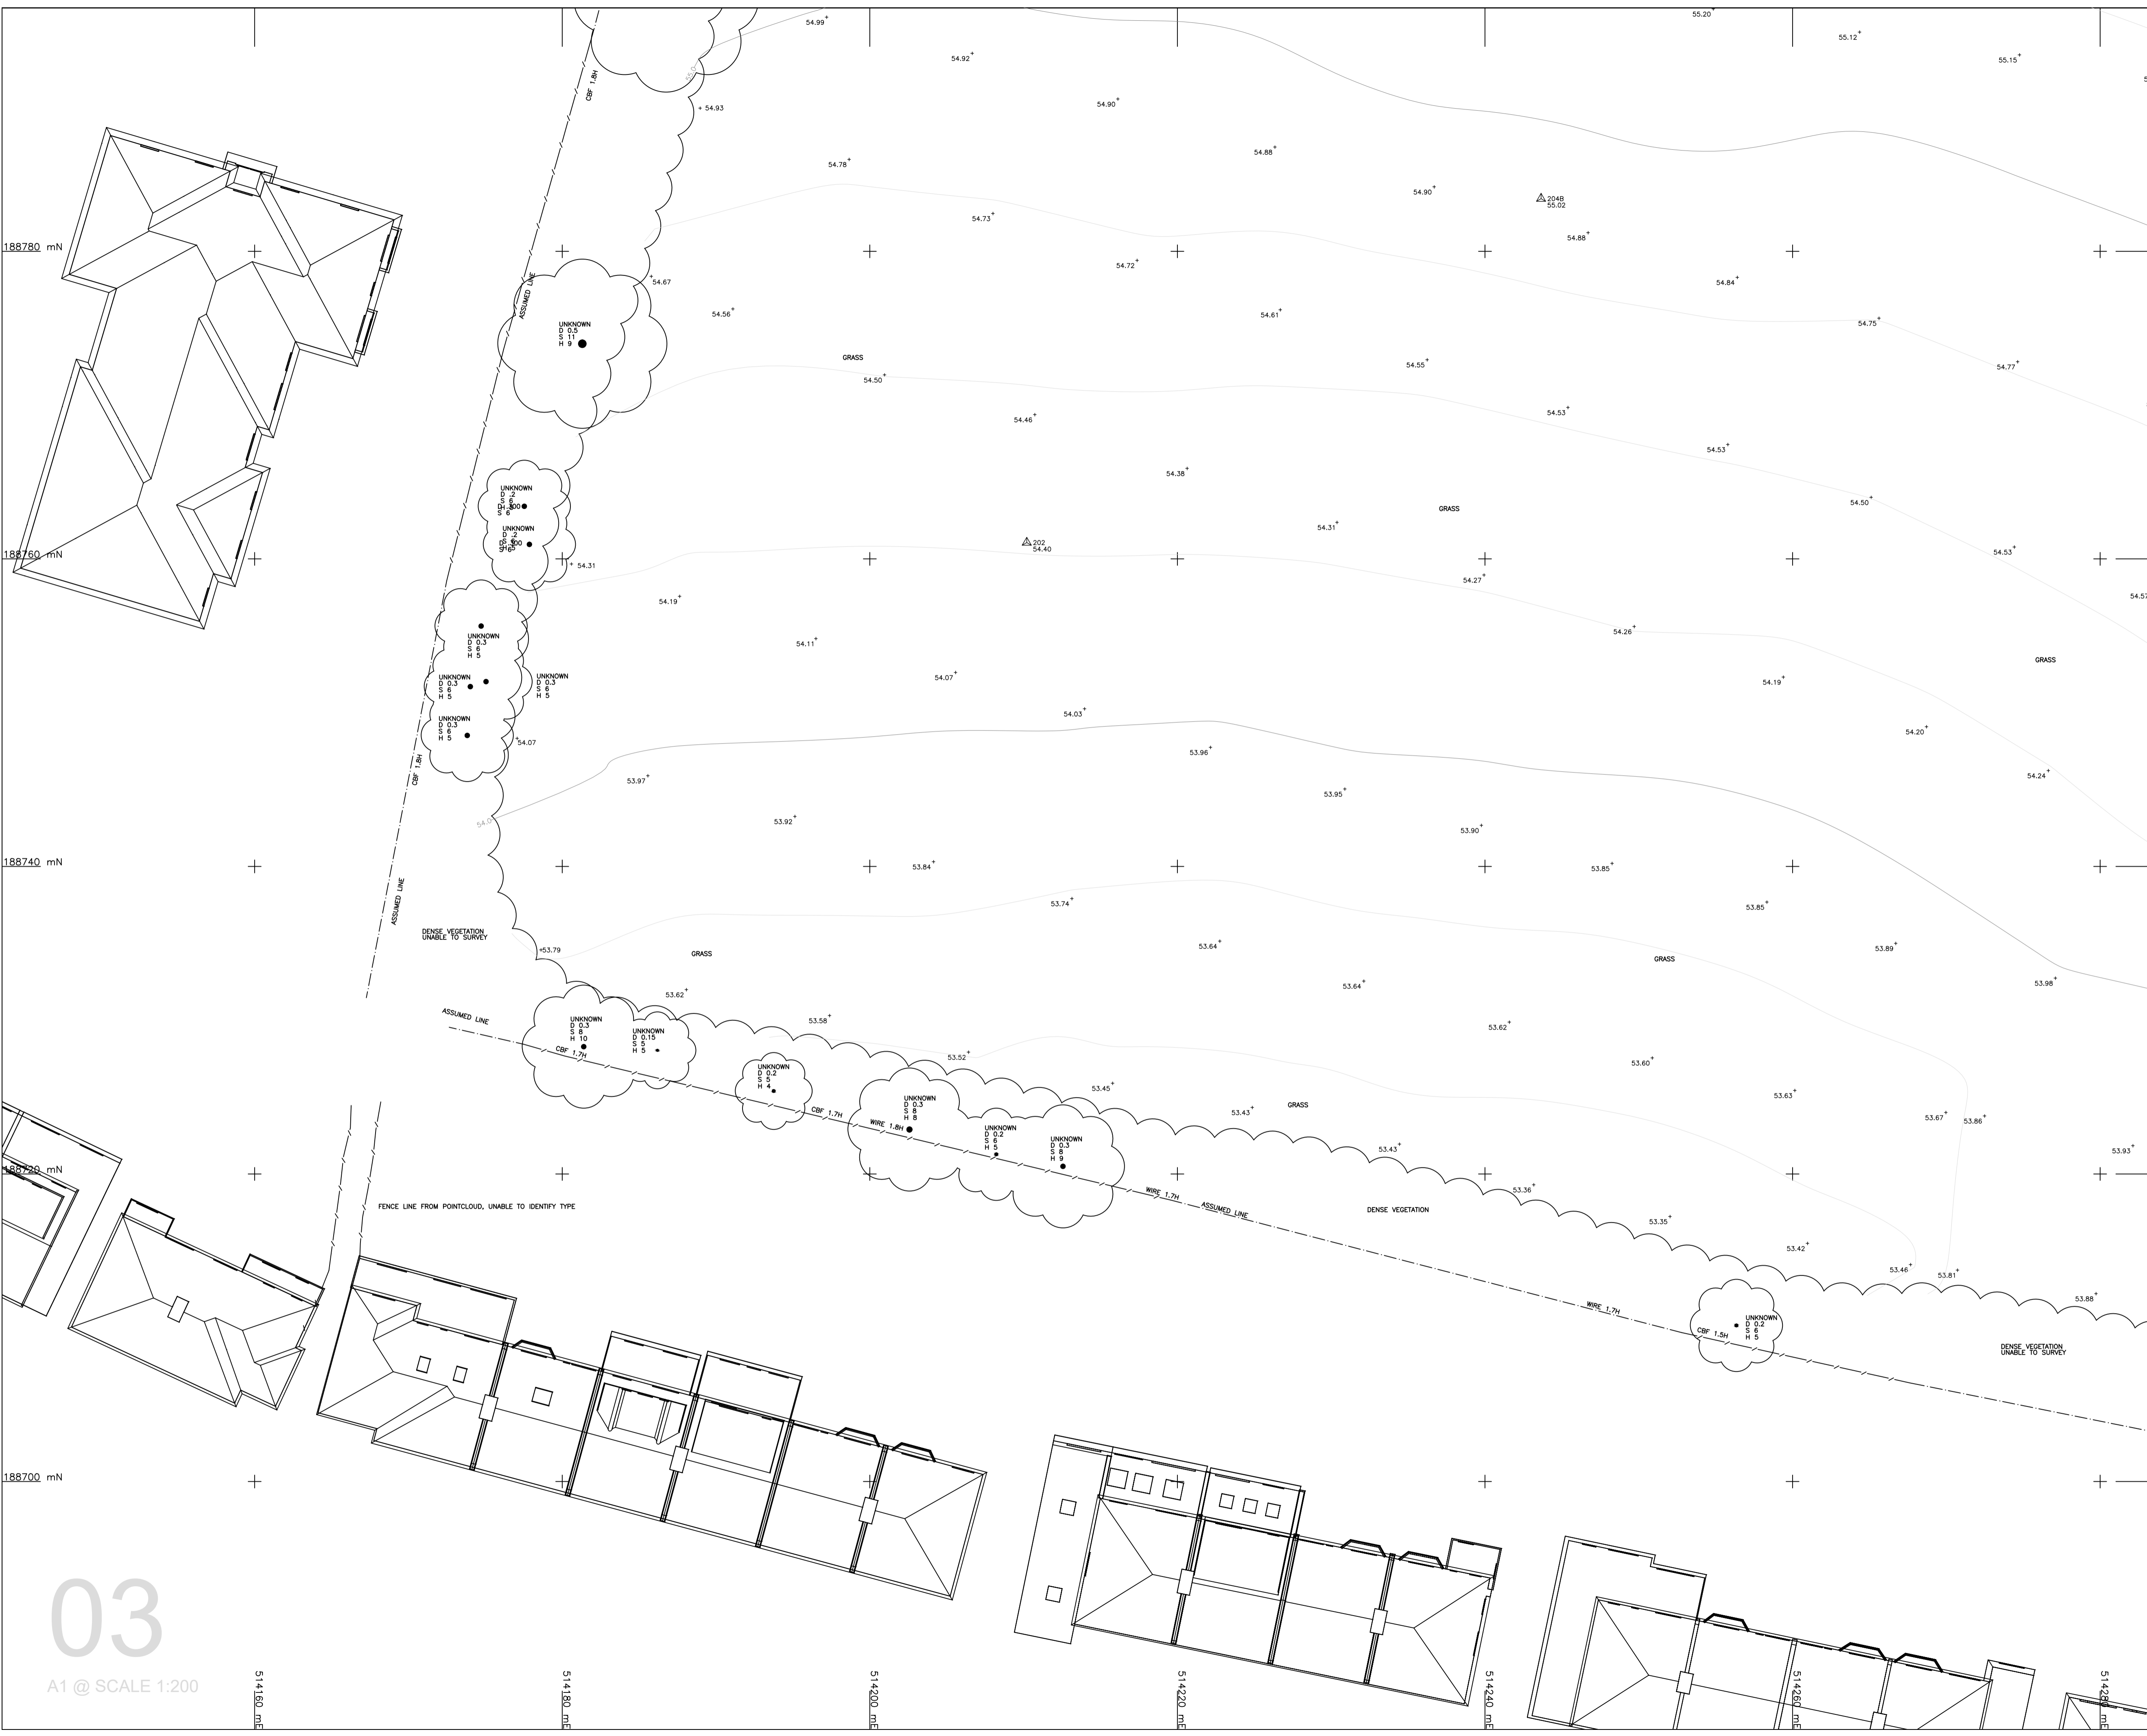 54.99
55.20
55.12
54.92
55.15
55.0
CBF 1.8H
54.93
54.90
54.88
54.78
54.90
204B
55.02
54.73
54.88
188780 mN
54.72
54.67
54.84
ASSUMED LINE
54.56
54.61
54.75
UNKNOWN
D 0.5
S 11
H 9
GRASS
54.55
54.77
54.50
54.46
54.53
54.53
54.38
UNKNOWN
D .2
S 6
S 6
54.50
GRASS
54.31
UNKNOWN
D .2
202
54.40
188760 mN
54.53
54.31
54.27
54.19
54.26
UNKNOWN
D 0.3
S 6
H 5
54.11
GRASS
UNKNOWN
D 0.3
S 6
H 5
UNKNOWN
D 0.3
S 6
H 5
54.07
54.19
54.03
UNKNOWN
D 0.3
S 6
H 5
54.20
54.07
53.96
CBF 1.8H
53.97
54.24
53.95
54.0
53.92
53.90
188740 mN
53.84
53.85
ASSUMED LINE
53.74
53.85
DENSE VEGETATION
UNABLE TO SURVEY
53.79
GRASS
53.64
53.89
GRASS
53.62
53.64
53.98
ASSUMED LINE
UNKNOWN
D 0.3
S 8
H 10
UNKNOWN
D 0.15
S 5
H 5
53.58
53.62
CBF 1.7H
53.52
53.60
UNKNOWN
D 0.2
S 5
H 4
53.45
53.63
CBF 1.7H
UNKNOWN
D 0.3
S 8
H 8
53.43
GRASS
53.67
53.86
WIRE 1.8H
UNKNOWN
D 0.2
S 6
H 5
UNKNOWN
D 0.3
S 8
H 9
53.43
53.93
188720 mN
53.36
WIRE 1.7H
ASSUMED LINE
FENCE LINE FROM POINTCLOUD, UNABLE TO IDENTIFY TYPE
DENSE VEGETATION
53.35
53.42
53.46
53.81
53.88
WIRE 1.7H
CBF 1.5H
UNKNOWN
D 0.2
S 6
H 5
DENSE VEGETATION
UNABLE TO SURVEY
188700 mN
03
A1 @ SCALE 1:200
514160 mE
514180 mE
514200 mE
514220 mE
514240 mE
514260 mE
514280 mE